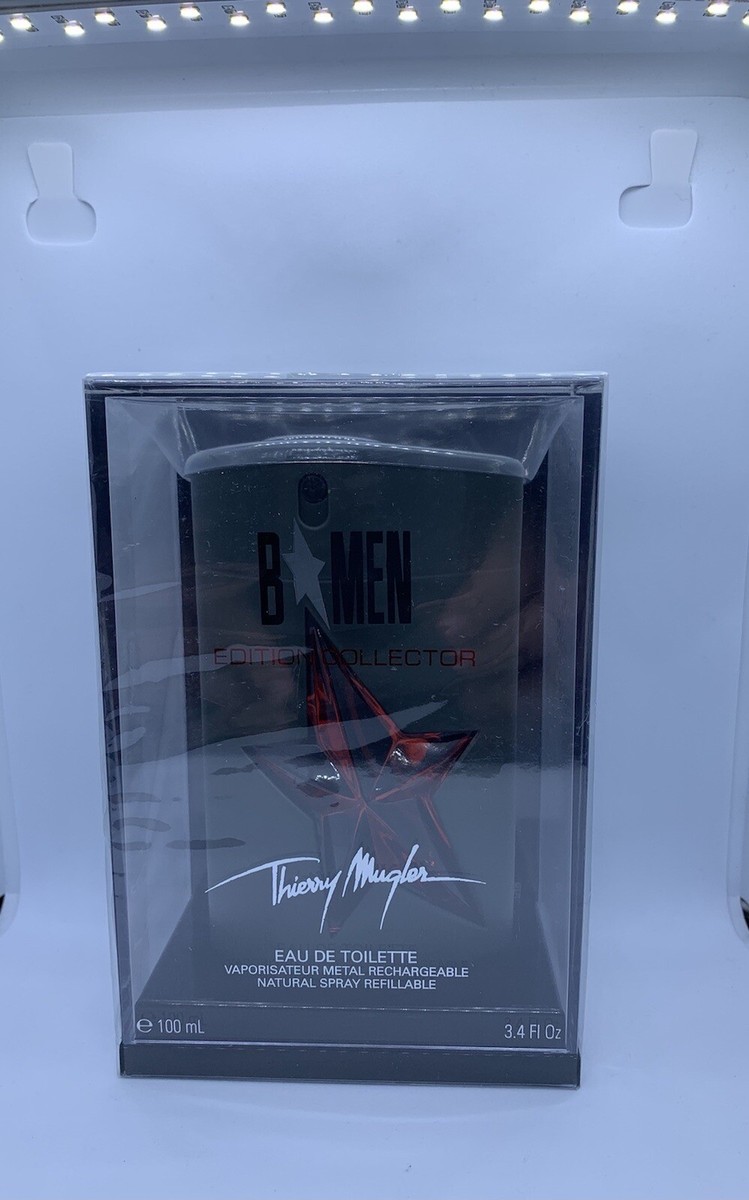 B★MEN
EDITION COLLECTOR
Thierry Mugler
EAU DE TOILETTE
VAPORISATEUR METAL RECHARGEABLE
NATURAL SPRAY REFILLABLE
℮ 100 mL 3.4 Fl Oz